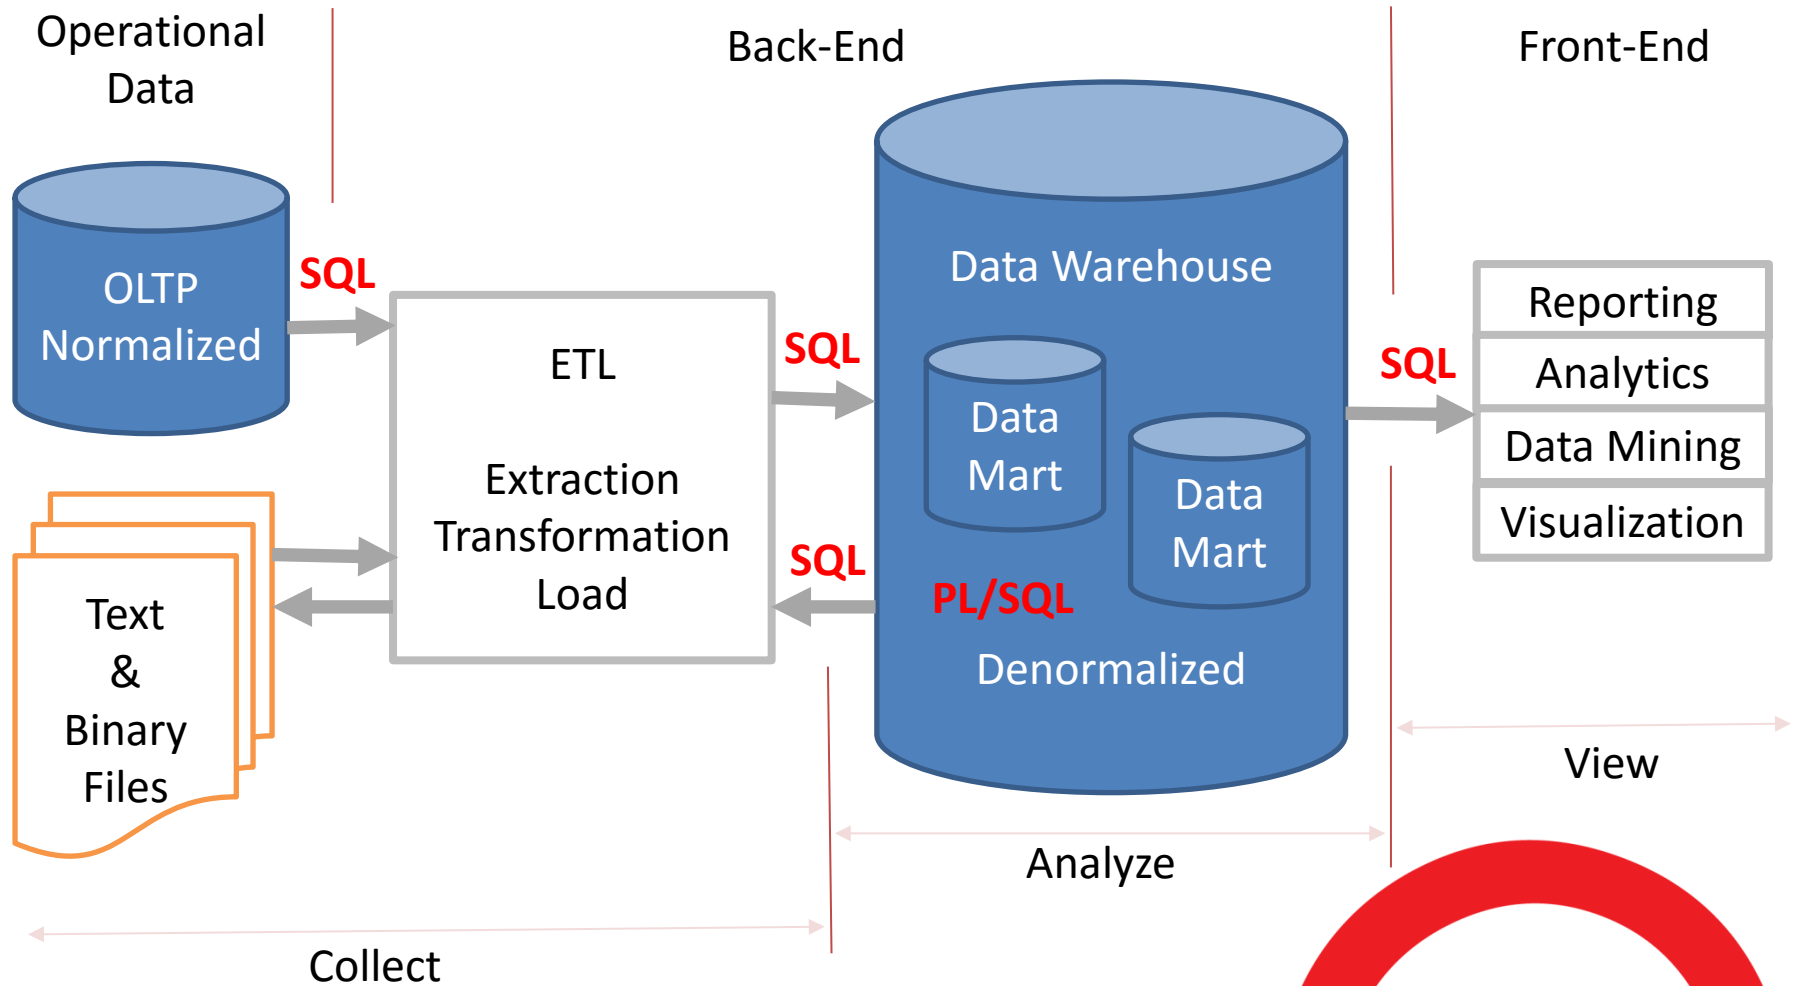 Operational
Data
Back-End
Front-End
OLTP
Normalized
SQL
ETL
Extraction
Transformation
Load
Text
&
Binary
Files
SQL
SQL
Data Warehouse
Data
Mart
Data
Mart
PL/SQL
Denormalized
SQL
Reporting
Analytics
Data Mining
Visualization
View
Analyze
Collect